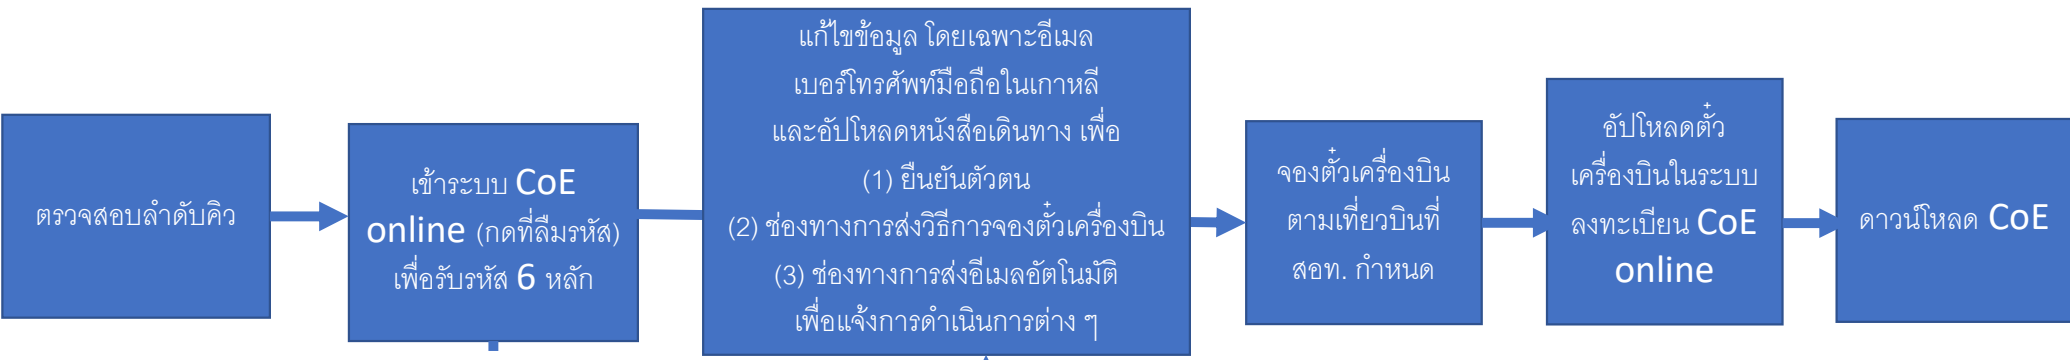 ตรวจสอบลำดับคิว
เข้าระบบ CoE
online (กดที่ลืมรหัส)
เพื่อรับรหัส 6 หลัก
แก้ไขข้อมูล โดยเฉพาะอีเมล
เบอร์โทรศัพท์มือถือในเกาหลี
และอัปโหลดหนังสือเดินทาง เพื่อ
(1) ยืนยันตัวตน
(2) ช่องทางการส่งวิธีการจองตั๋วเครื่องบิน
(3) ช่องทางการส่งอีเมลอัตโนมัติ
เพื่อแจ้งการดำเนินการต่าง ๆ
จองตั๋วเครื่องบิน
ตามเที่ยวบินที่
สอท. กำหนด
อัปโหลดตั๋ว
เครื่องบินในระบบ
ลงทะเบียน CoE
online
ดาวน์โหลด CoE